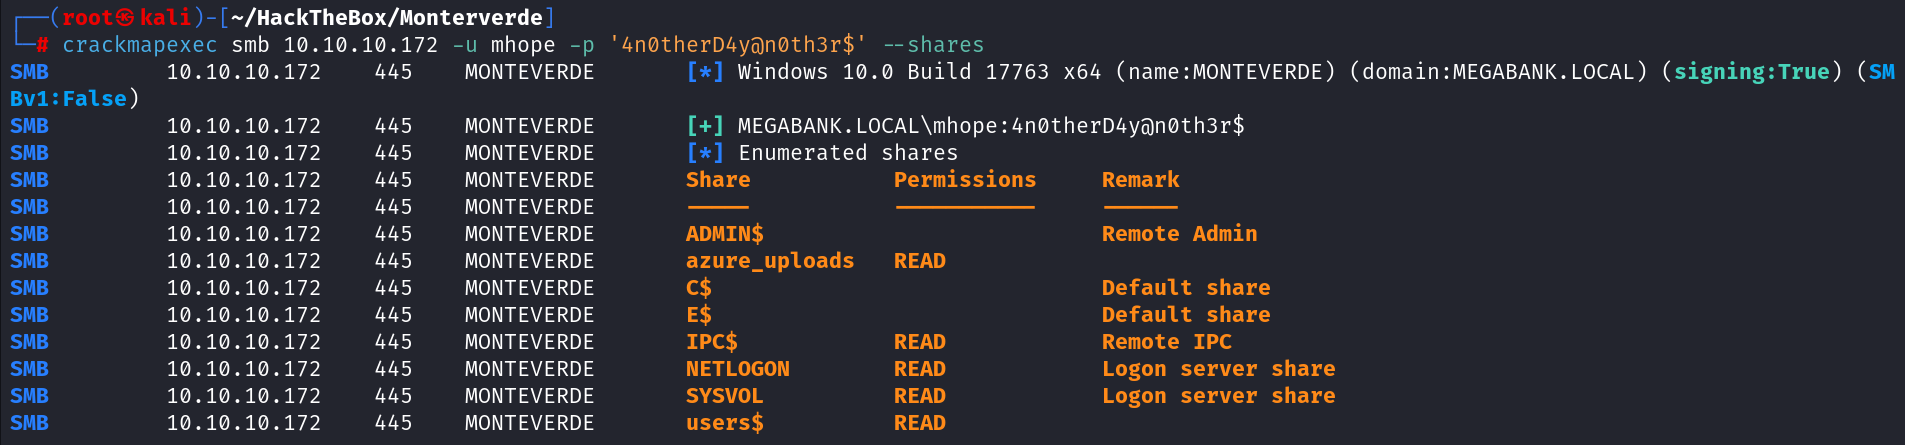 ┌──(root㉿kali)-[~/HackTheBox/Monterverde]
└─# crackmapexec smb 10.10.10.172 -u mhope -p '4n0therD4y@n0th3r$' --shares
SMB         10.10.10.172    445    MONTEVERDE       [*] Windows 10.0 Build 17763 x64 (name:MONTEVERDE) (domain:MEGABANK.LOCAL) (signing:True) (SM
Bv1:False)
SMB         10.10.10.172    445    MONTEVERDE       [+] MEGABANK.LOCAL\mhope:4n0therD4y@n0th3r$
SMB         10.10.10.172    445    MONTEVERDE       [*] Enumerated shares
SMB         10.10.10.172    445    MONTEVERDE       Share           Permissions     Remark
SMB         10.10.10.172    445    MONTEVERDE       -----           -----------     ------
SMB         10.10.10.172    445    MONTEVERDE       ADMIN$                          Remote Admin
SMB         10.10.10.172    445    MONTEVERDE       azure_uploads   READ
SMB         10.10.10.172    445    MONTEVERDE       C$                              Default share
SMB         10.10.10.172    445    MONTEVERDE       E$                              Default share
SMB         10.10.10.172    445    MONTEVERDE       IPC$            READ            Remote IPC
SMB         10.10.10.172    445    MONTEVERDE       NETLOGON        READ            Logon server share
SMB         10.10.10.172    445    MONTEVERDE       SYSVOL          READ            Logon server share
SMB         10.10.10.172    445    MONTEVERDE       users$          READ